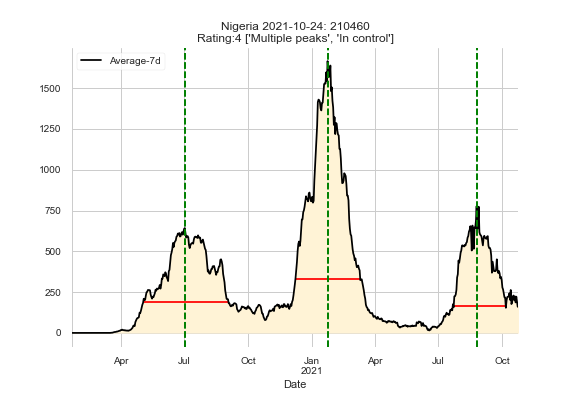 Nigeria 2021-10-24: 210460
Rating:4 ['Multiple peaks', 'In control']
Average-7d
1500
1250
1000
750
500
250
0
Apr
Jul
Oct
Jan
2021
Apr
Jul
Oct
Date